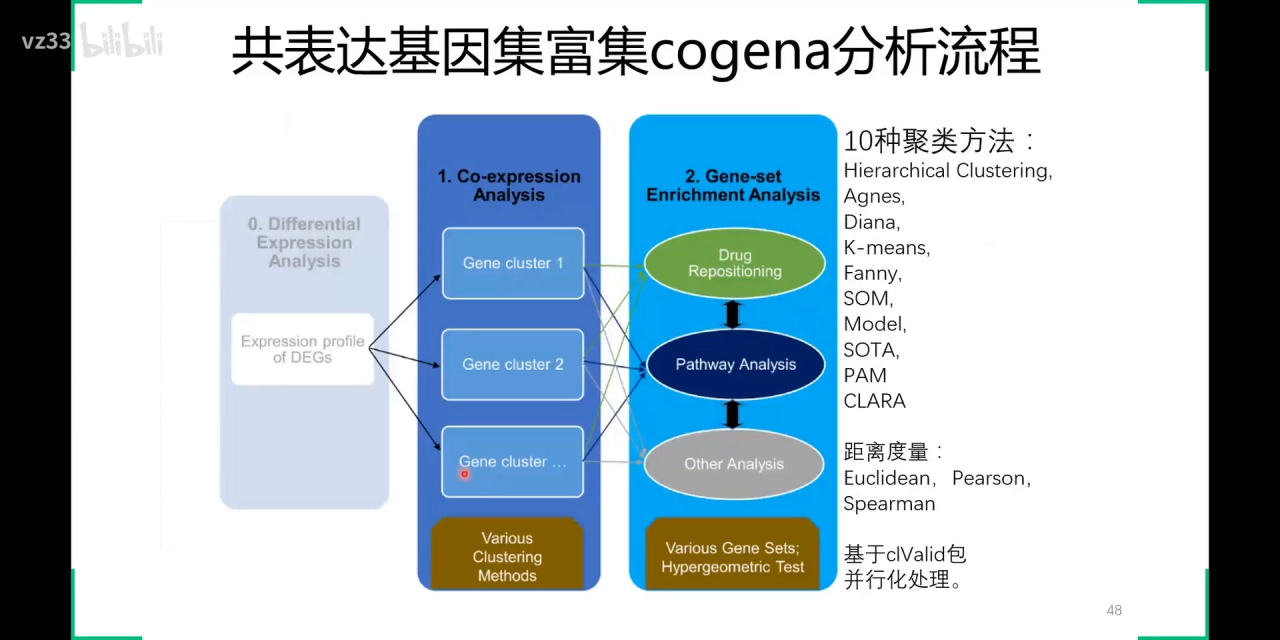 vz33 bilibili
共表达基因集富集cogena分析流程
0. Differential
Expression
Analysis
Expression profile
of DEGs
1. Co-expression
Analysis
Gene cluster 1
Gene cluster 2
Gene cluster ...
Various
Clustering
Methods
2. Gene-set
Enrichment Analysis
Drug
Repositioning
Pathway Analysis
Other Analysis
Various Gene Sets;
Hypergeometric Test
10种聚类方法：
Hierarchical Clustering,
Agnes,
Diana,
K-means,
Fanny,
SOM,
Model,
SOTA,
PAM
CLARA
距离度量：
Euclidean, Pearson,
Spearman
基于clValid包
并行化处理。
48